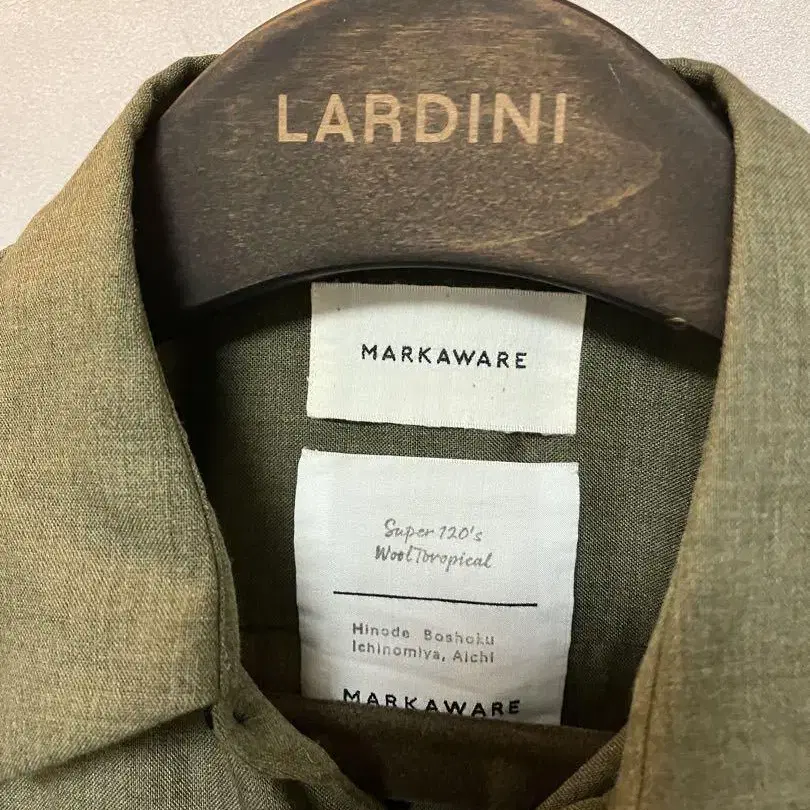 LARDINI
MARKAWARE
Super 120's
Wool Toropical
Hinode Boshoku
Ichinomiya, Aichi
MARKAWARE